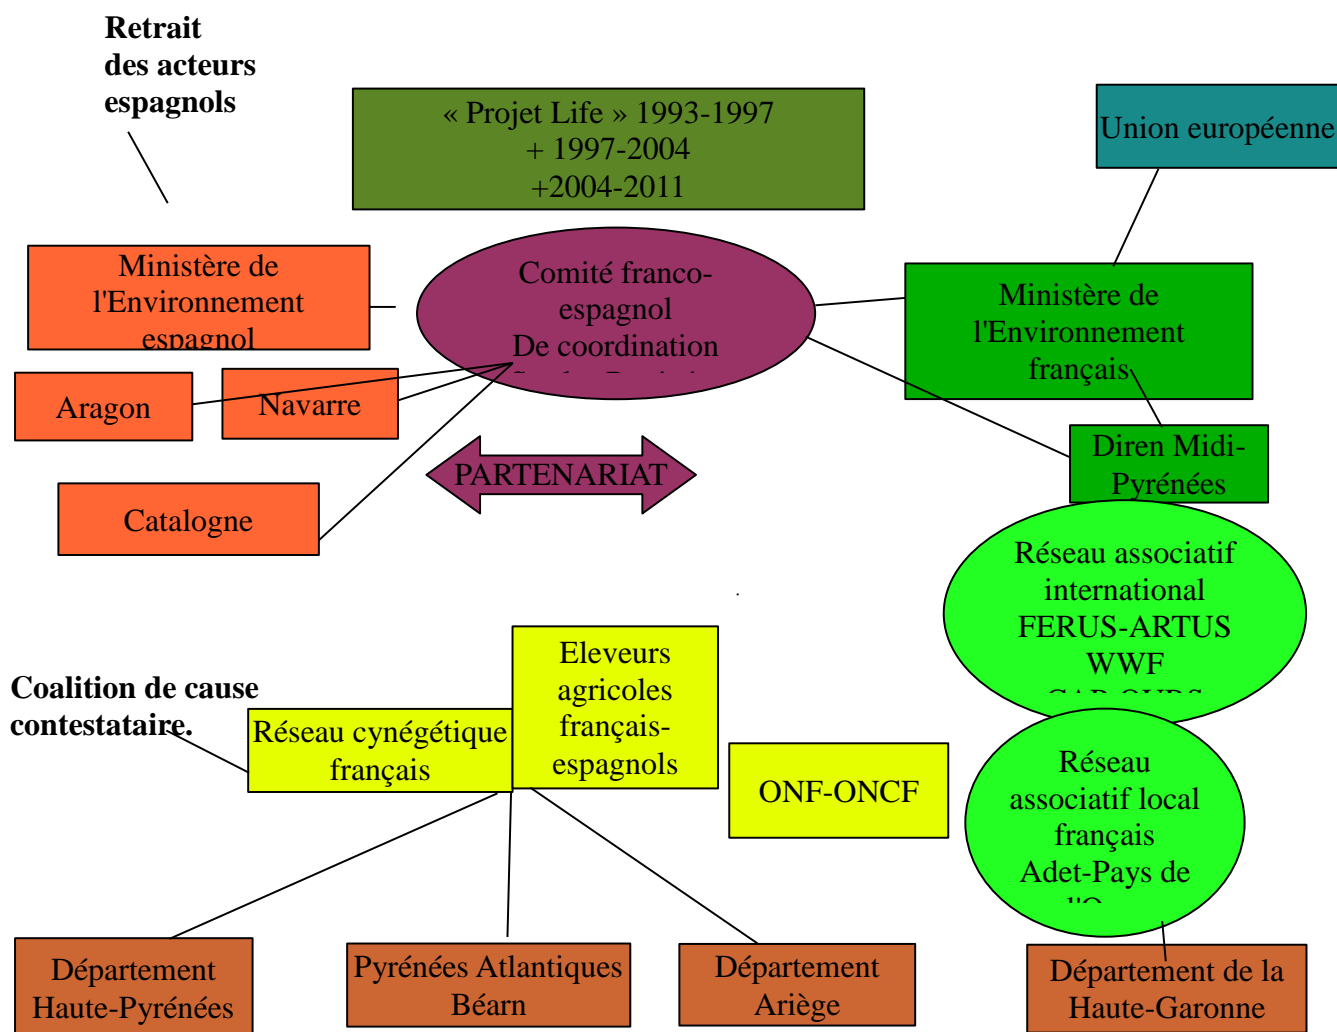 Retrait
des acteurs
espagnols
« Projet Life » 1993-1997
+ 1997-2004
+2004-2011
Union européenne
Ministère de
l'Environnement
espagnol
Comité franco-
espagnol
De coordination
Ministère de
l'Environnement
français
Aragon
Navarre
Diren Midi-
Pyrénées
PARTENARIAT
Catalogne
Réseau associatif
international
FERUS-ARTUS
WWF
CAP-OURS
Coalition de cause
contestataire.
Réseau cynégétique
français
Eleveurs
agricoles
français-
espagnols
ONF-ONCF
Réseau
associatif local
français
Adet-Pays de
Département
Haute-Pyrénées
Pyrénées Atlantiques
Béarn
Département
Ariège
Département de la
Haute-Garonne